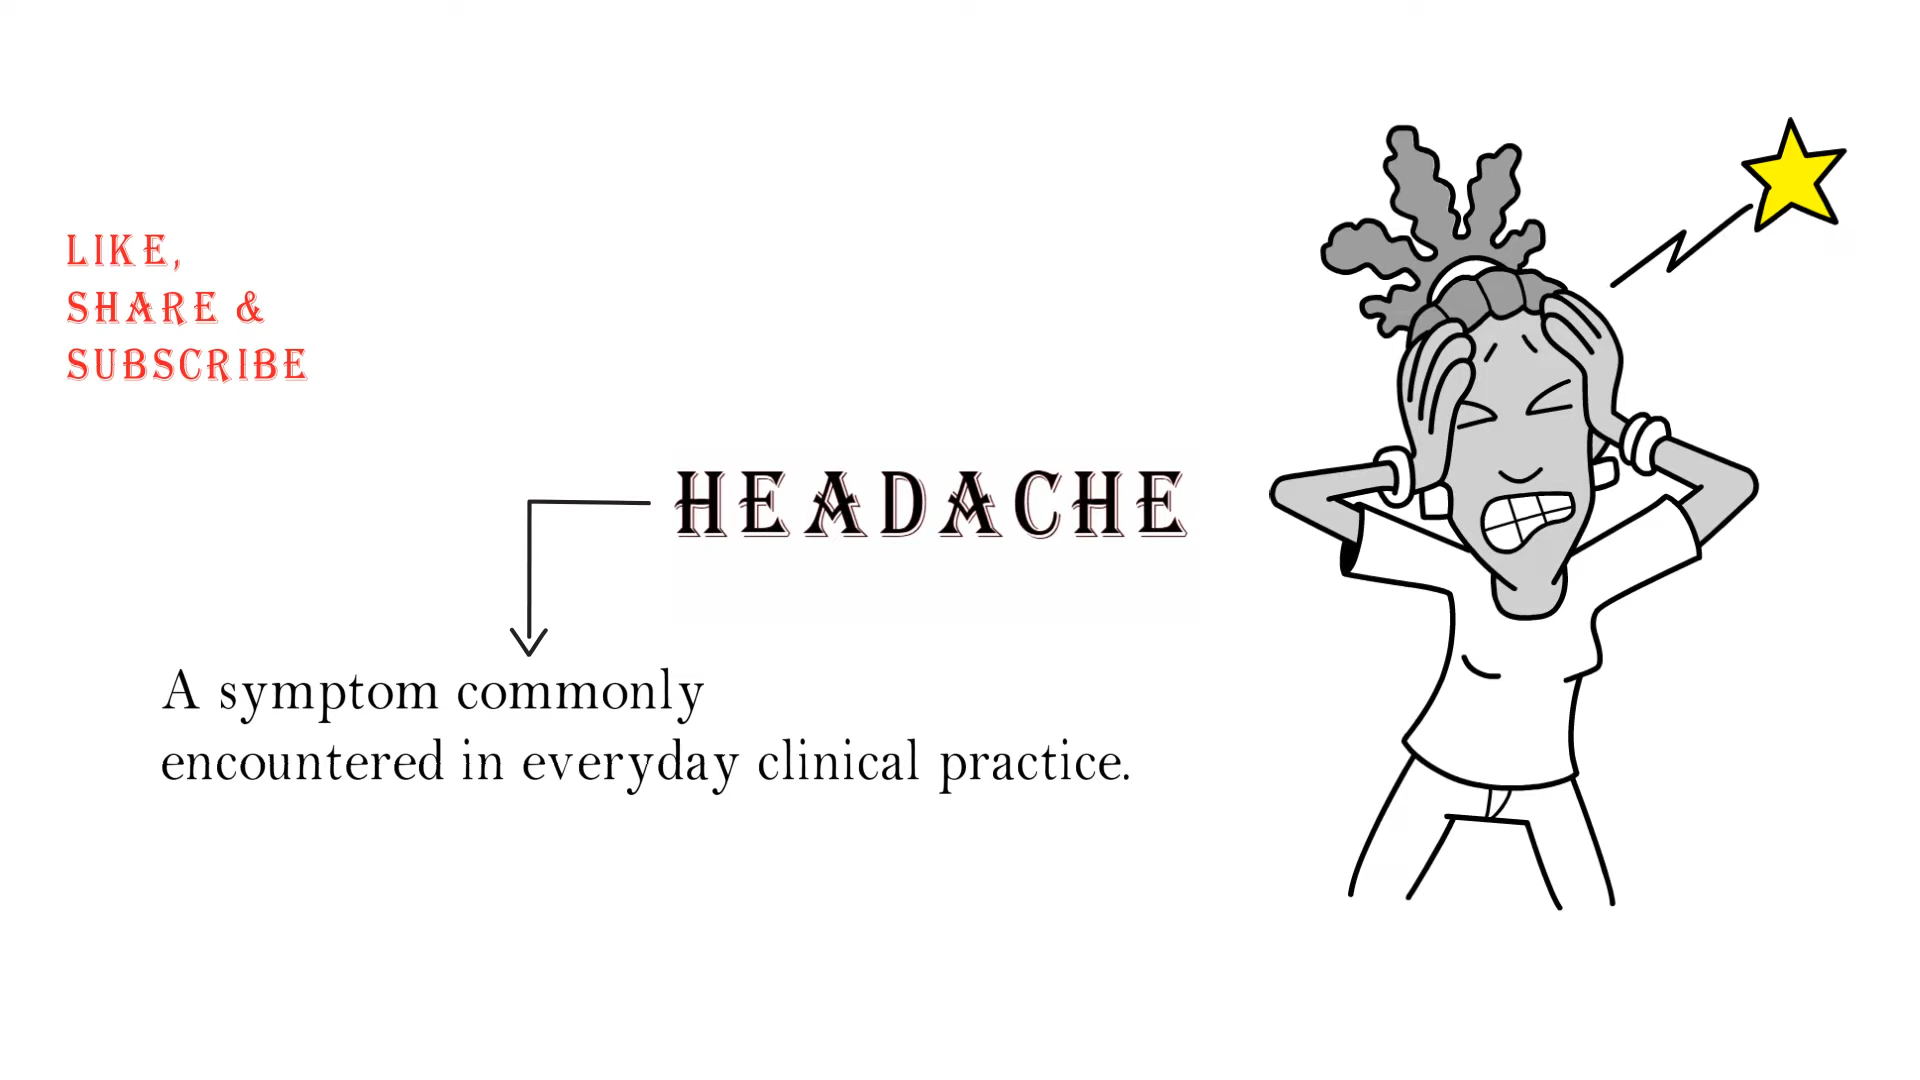 LIKE,
SHARE &
SUBSCRIBE
HEADACHE
A symptom commonly
encountered in everyday clinical practice.